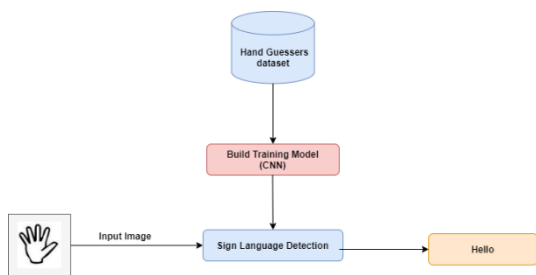 Hand Guessers
dataset
Build Training Model
(CNN)
Input Image
Sign Language Detection
Hello